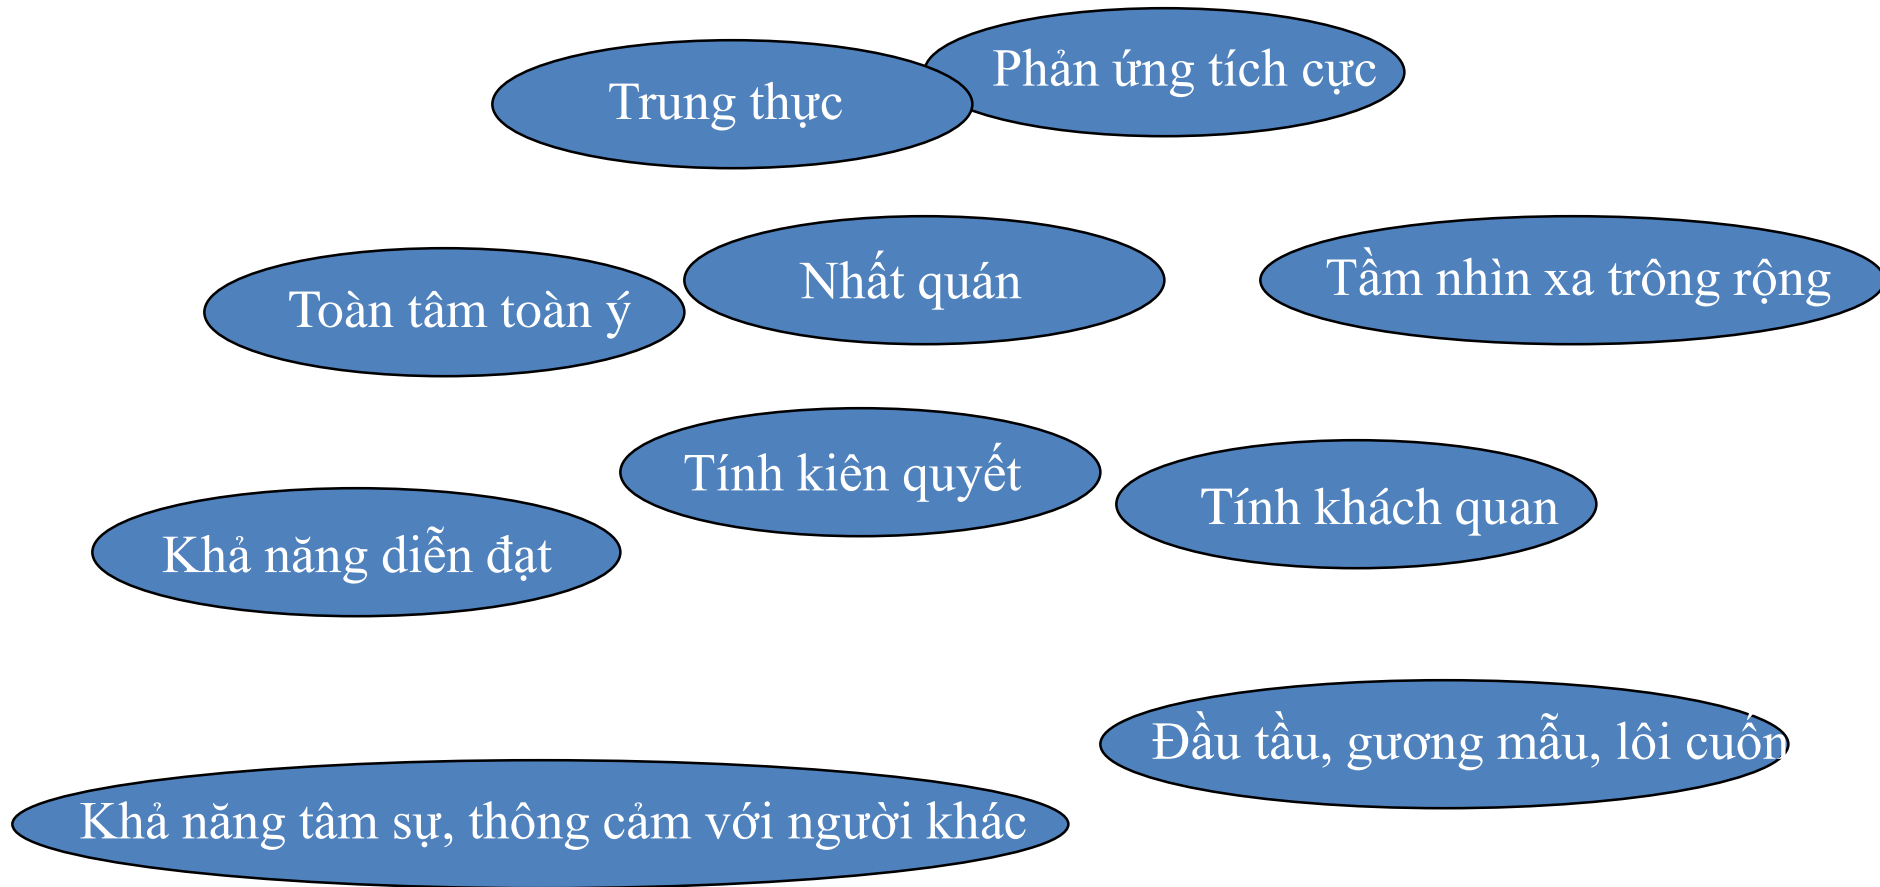 Phản ứng tích cực
Trung thực
Nhất quán
Tầm nhìn xa trông rộng
Toàn tâm toàn ý
Tính kiên quyết
Tính khách quan
Khả năng diễn đạt
Đầu tầu, gương mẫu, lôi cuốn
Khả năng tâm sự, thông cảm với người khác